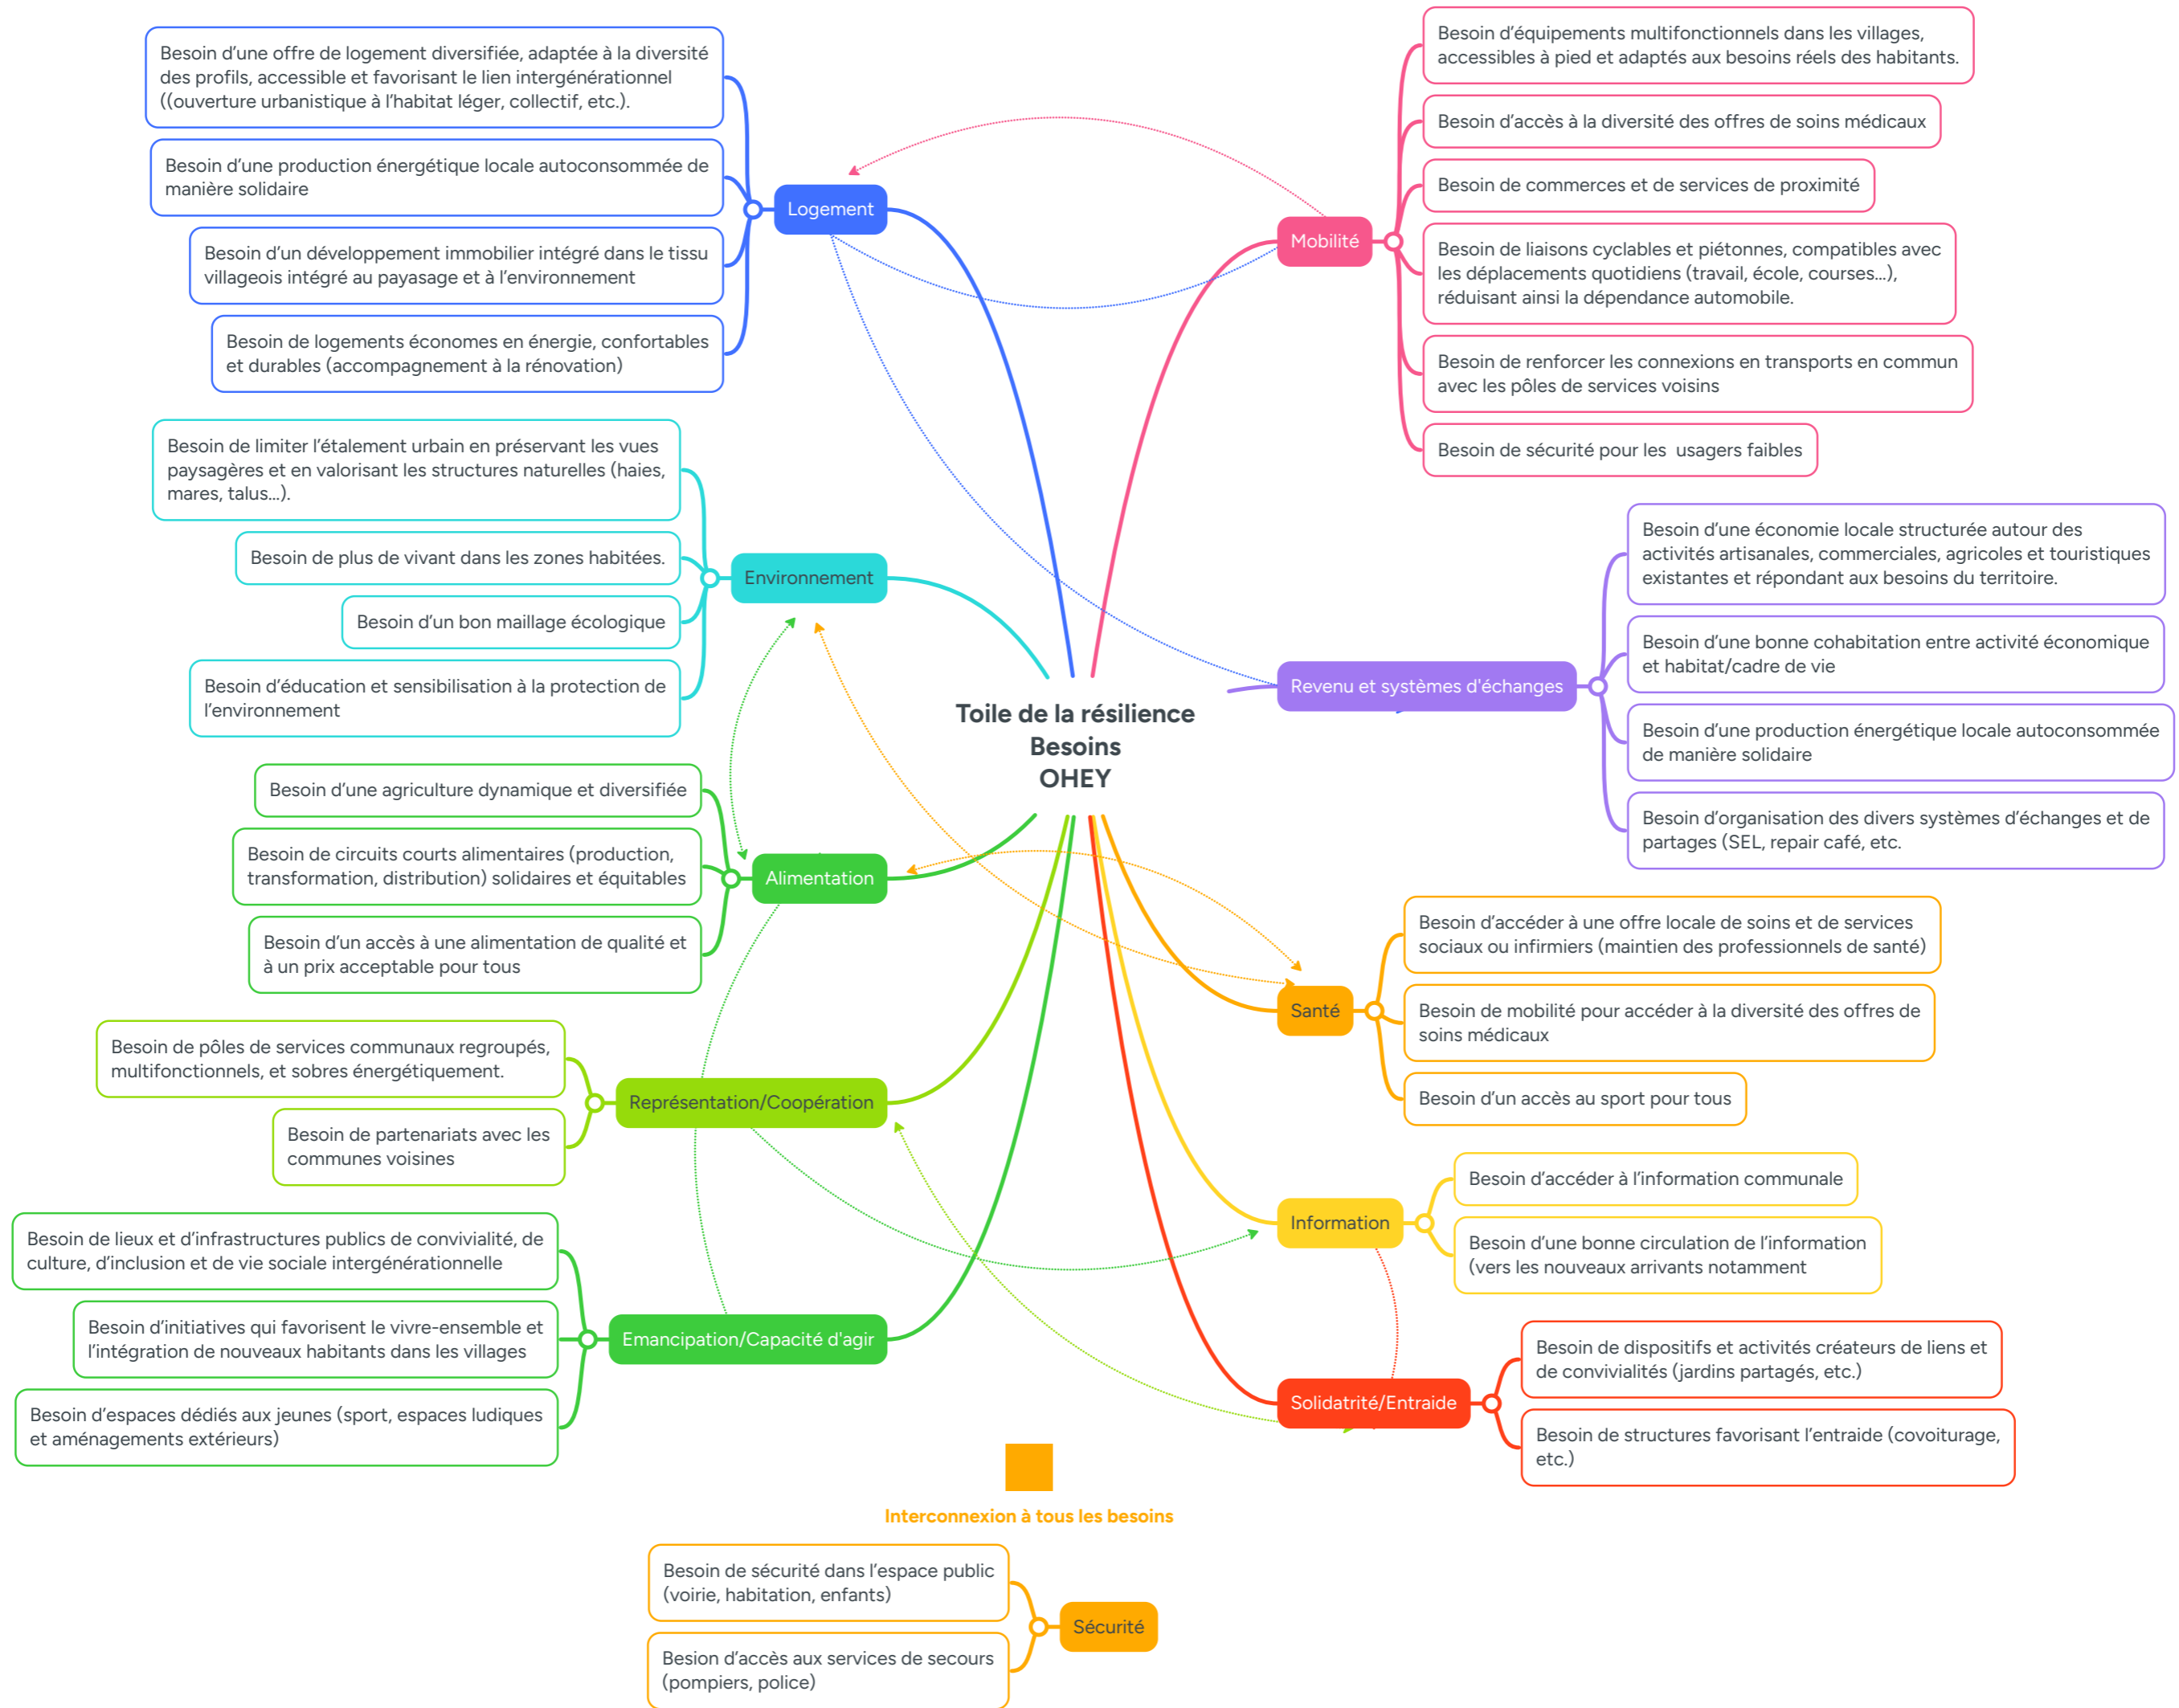 Toile de la résilience
Besoins
OHEY
Logement
Besoin d'une offre de logement diversifiée, adaptée à la diversité
des profils, accessible et favorisant le lien intergénérationnel
((ouverture urbanistique à l'habitat léger, collectif, etc.).
Besoin d'une production énergétique locale autoconsommée de
manière solidaire
Besoin d'un développement immobilier intégré dans le tissu
villageois intégré au payasage et à l'environnement
Besoin de logements économes en énergie, confortables
et durables (accompagnement à la rénovation)
Environnement
Besoin de limiter l'étalement urbain en préservant les vues
paysagères et en valorisant les structures naturelles (haies,
mares, talus...).
Besoin de plus de vivant dans les zones habitées.
Besoin d'un bon maillage écologique
Besoin d'éducation et sensibilisation à la protection de
l'environnement
Alimentation
Besoin d'une agriculture dynamique et diversifiée
Besoin de circuits courts alimentaires (production,
transformation, distribution) solidaires et équitables
Besoin d'un accès à une alimentation de qualité et
à un prix acceptable pour tous
Représentation/Coopération
Besoin de pôles de services communaux regroupés,
multifonctionnels, et sobres énergétiquement.
Besoin de partenariats avec les
communes voisines
Emancipation/Capacité d'agir
Besoin de lieux et d'infrastructures publics de convivialité, de
culture, d'inclusion et de vie sociale intergénérationnelle
Besoin d'initiatives qui favorisent le vivre-ensemble et
l'intégration de nouveaux habitants dans les villages
Besoin d'espaces dédiés aux jeunes (sport, espaces ludiques
et aménagements extérieurs)
Mobilité
Besoin d'équipements multifonctionnels dans les villages,
accessibles à pied et adaptés aux besoins réels des habitants.
Besoin d'accès à la diversité des offres de soins médicaux
Besoin de commerces et de services de proximité
Besoin de liaisons cyclables et piétonnes, compatibles avec
les déplacements quotidiens (travail, école, courses...),
réduisant ainsi la dépendance automobile.
Besoin de renforcer les connexions en transports en commun
avec les pôles de services voisins
Besoin de sécurité pour les  usagers faibles
Revenu et systèmes d'échanges
Besoin d'une économie locale structurée autour des
activités artisanales, commerciales, agricoles et touristiques
existantes et répondant aux besoins du territoire.
Besoin d'une bonne cohabitation entre activité économique
et habitat/cadre de vie
Besoin d'une production énergétique locale autoconsommée
de manière solidaire
Besoin d'organisation des divers systèmes d'échanges et de
partages (SEL, repair café, etc.
Santé
Besoin d'accéder à une offre locale de soins et de services
sociaux ou infirmiers (maintien des professionnels de santé)
Besoin de mobilité pour accéder à la diversité des offres de
soins médicaux
Besoin d'un accès au sport pour tous
Information
Besoin d'accéder à l'information communale
Besoin d'une bonne circulation de l'information
(vers les nouveaux arrivants notamment
Solidatrité/Entraide
Besoin de dispositifs et activités créateurs de liens et
de convivialités (jardins partagés, etc.)
Besoin de structures favorisant l'entraide (covoiturage,
etc.)
Interconnexion à tous les besoins
Sécurité
Besoin de sécurité dans l'espace public
(voirie, habitation, enfants)
Besion d'accès aux services de secours
(pompiers, police)